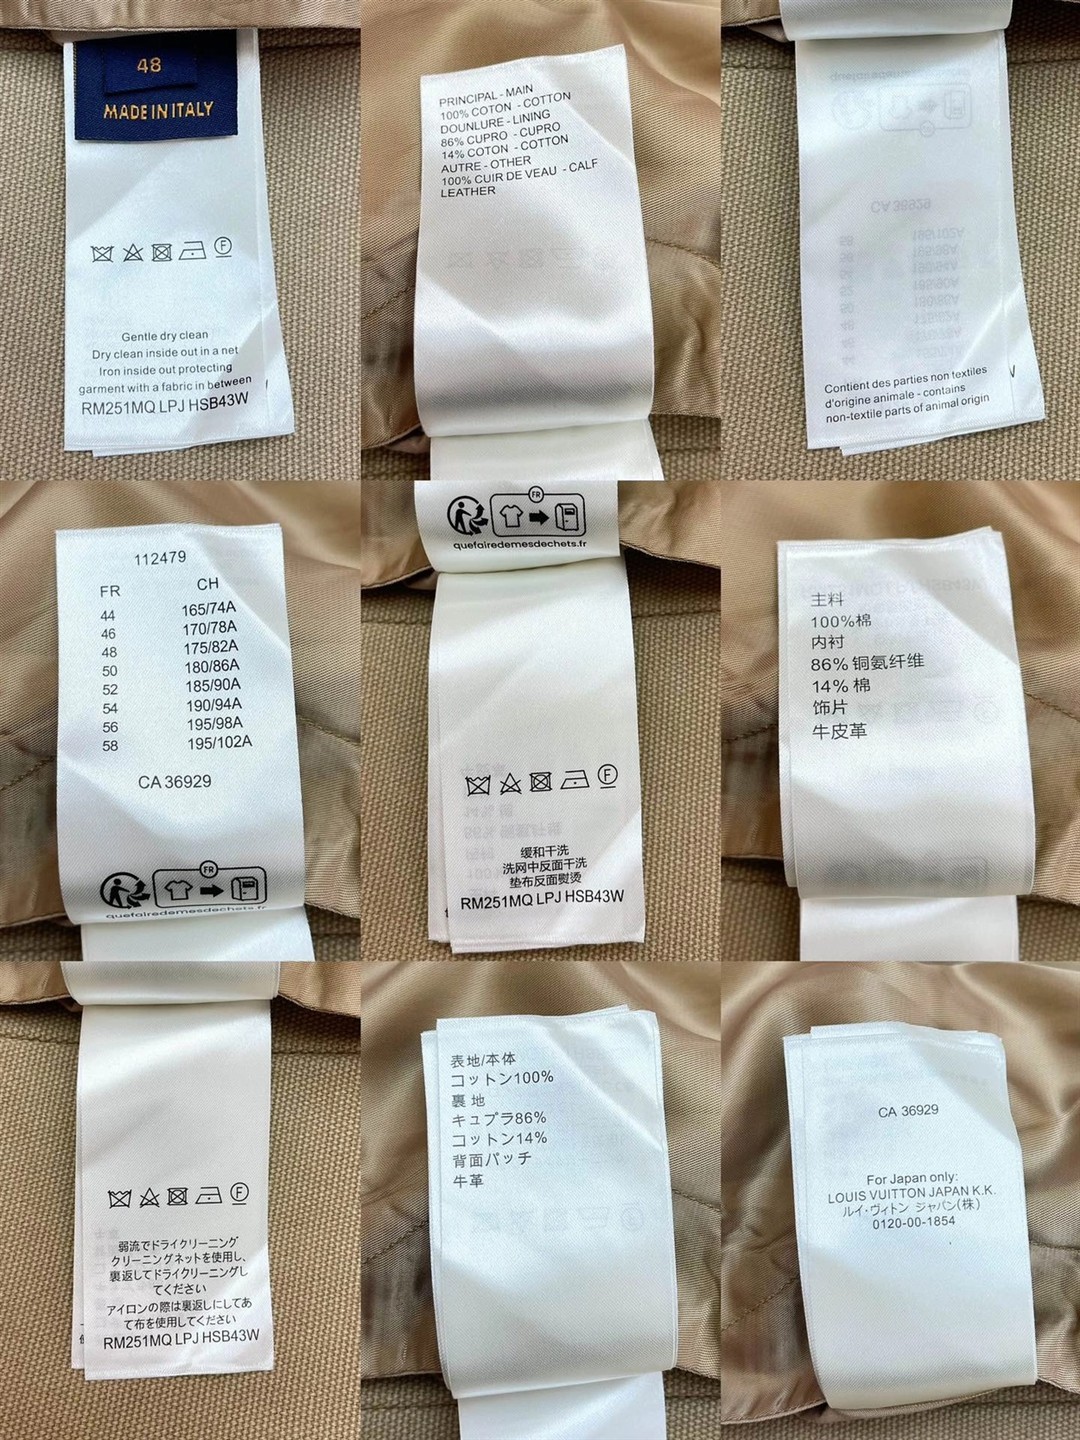 48
MADE IN ITALY
Gentle dry clean
Dry clean inside out in a net
Iron inside out protecting
garment with a fabric in between
RM251MQ LPJ HSB43W
PRINCIPAL - MAIN
100% COTON - COTTON
DOUNLURE - LINING
86% CUPRO - CUPRO
14% COTON - COTTON
AUTRE - OTHER
100% CUIR DE VEAU - CALF
LEATHER
Contient des parties non textiles
d'origine animale - contains
non-textile parts of animal origin
112479
FR CH
44 165/74A
46 170/78A
48 175/82A
50 180/86A
52 185/90A
54 190/94A
56 195/98A
58 195/102A
CA 36929
FR
quefairedemesdechets.fr
FR
quefairedemesdechets.fr
F
缓和干洗
洗网中反面干洗
垫布反面熨烫
RM251MQ LPJ HSB43W
主料
100%棉
内衬
86% 铜氨纤维
14% 棉
饰片
牛皮革
F
弱流でドライクリーニング
クリーニングネットを使用し、
裏返してドライクリーニングし
てください
アイロンの際は裏返しにしてあ
て布を使用してください
RM251MQ LPJ HSB43W
表地/本体
コットン100%
裏 地
キュプラ86%
コットン14%
背面パッチ
牛革
CA 36929
For Japan only:
LOUIS VUITTON JAPAN K.K.
ルイ・ヴィトン ジャパン(株)
0120-00-1854